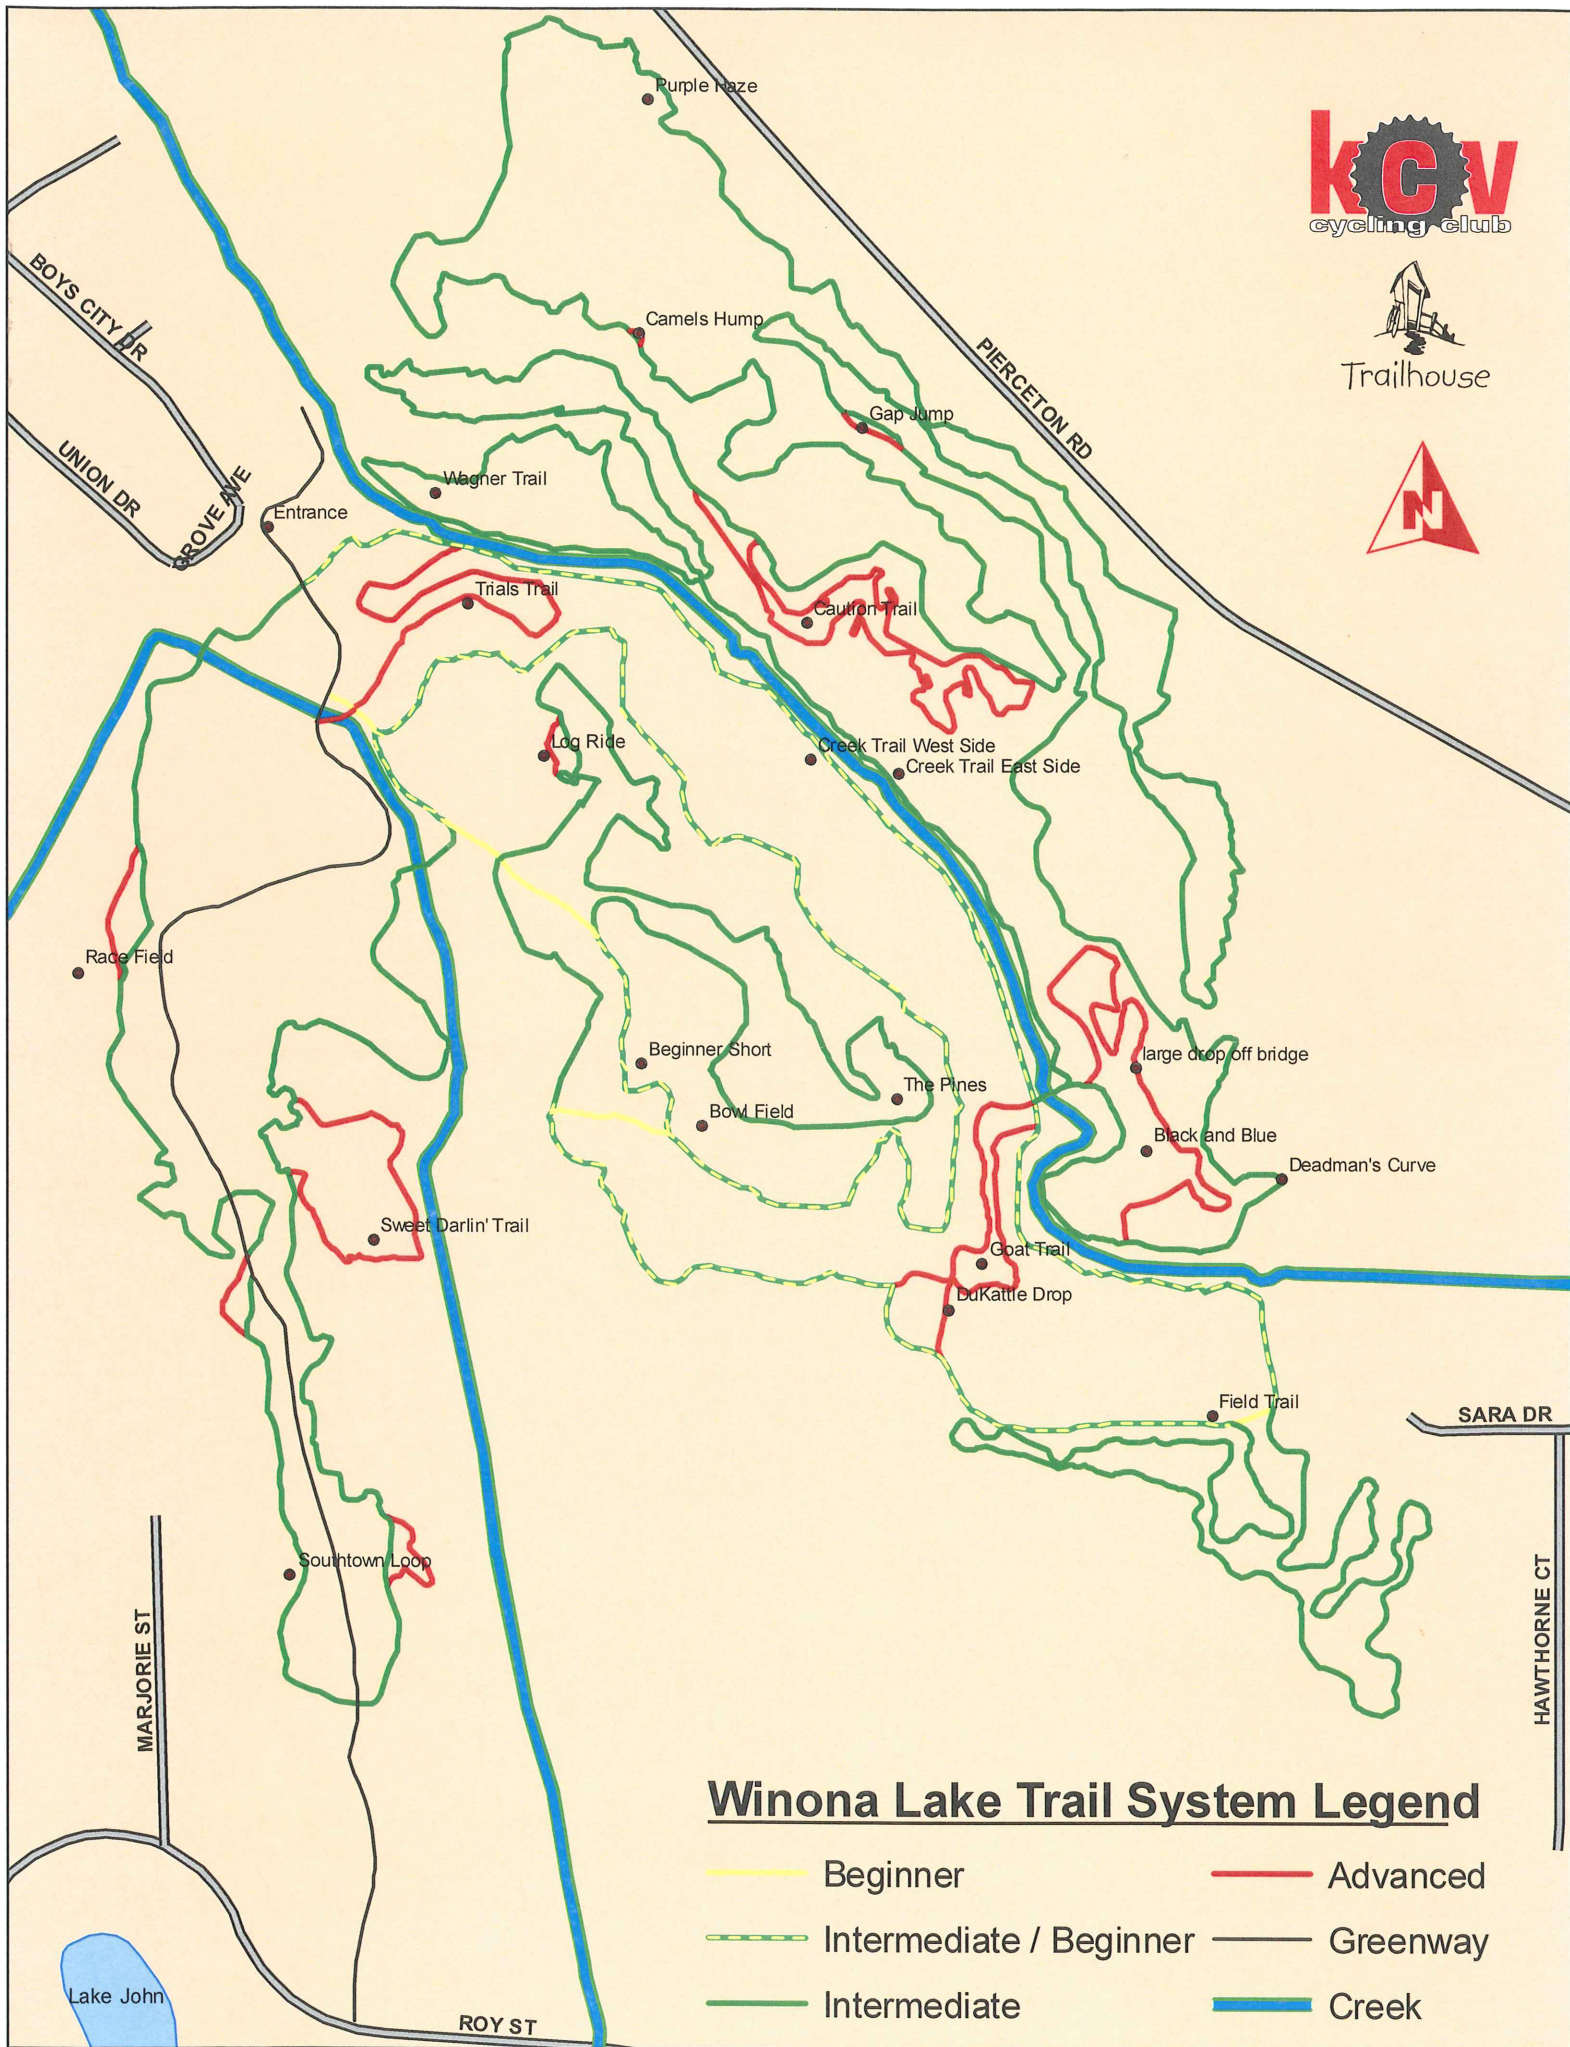 Purple Haze
kcv
cycling club
BOYS CITY DR
Camels Hump
PIERCETON RD
Trailhouse
Gap Jump
UNION DR
GROVE AVE
Wagner Trail
Entrance
N
Trials Trail
Caution Trail
Log Ride
Creek Trail West Side
Creek Trail East Side
Race Field
Beginner Short
large drop off bridge
The Pines
Bowl Field
Black and Blue
Deadman's Curve
Sweet Darlin' Trail
Goat Trail
DuKattle Drop
Field Trail
SARA DR
Southtown Loop
MARJORIE ST
HAWTHORNE CT
Winona Lake Trail System Legend
Beginner
Advanced
Intermediate / Beginner
Greenway
Intermediate
Creek
Lake John
ROY ST